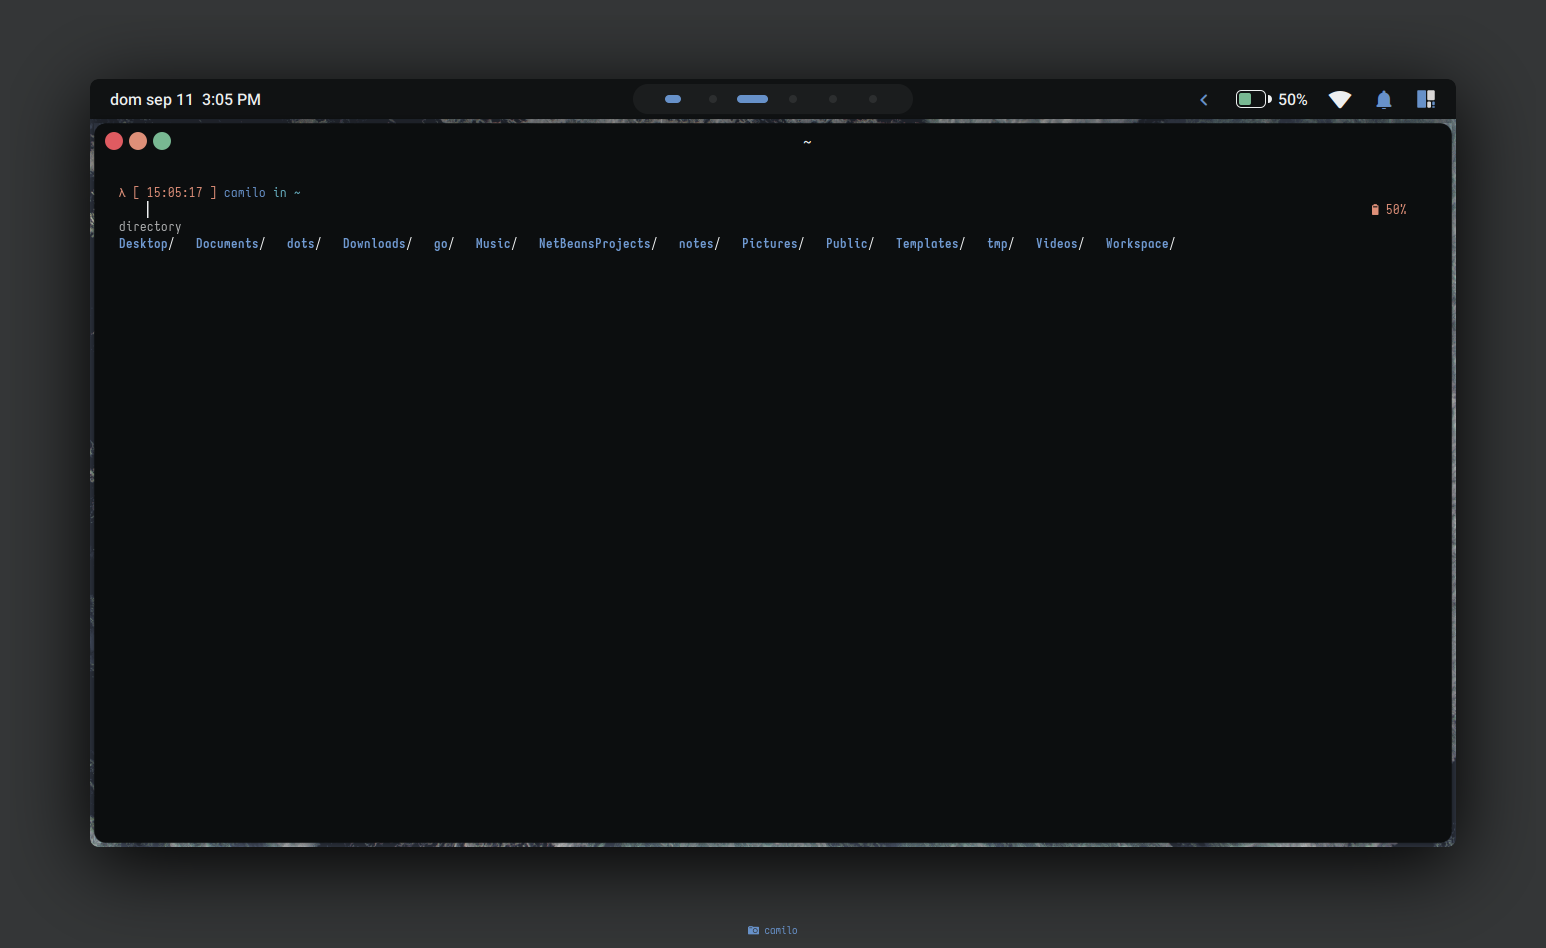 dom sep 11 3:05 PM 50%
~
λ [ 15:05:17 ] camilo in ~
50%
directory
Desktop/ Documents/ dots/ Downloads/ go/ Music/ NetBeansProjects/ notes/ Pictures/ Public/ Templates/ tmp/ Videos/ Workspace/
camilo